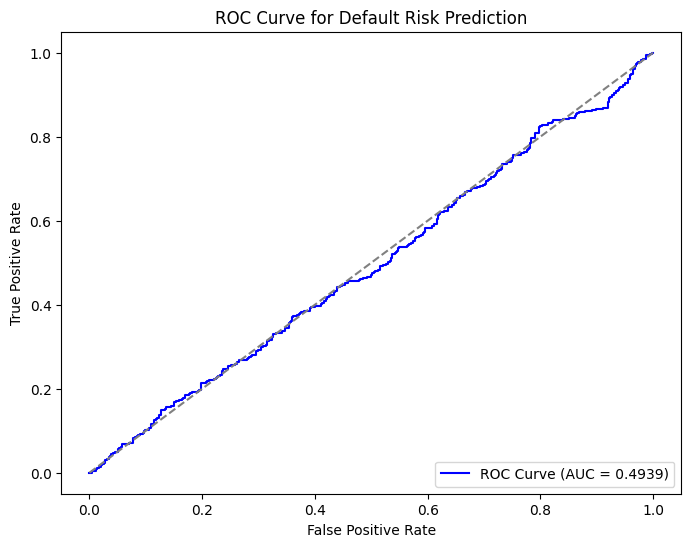 ROC Curve for Default Risk Prediction
1.0
0.8
0.6
0.4
0.2
0.0
True Positive Rate
ROC Curve (AUC = 0.4939)
0.0 0.2 0.4 0.6 0.8 1.0
False Positive Rate